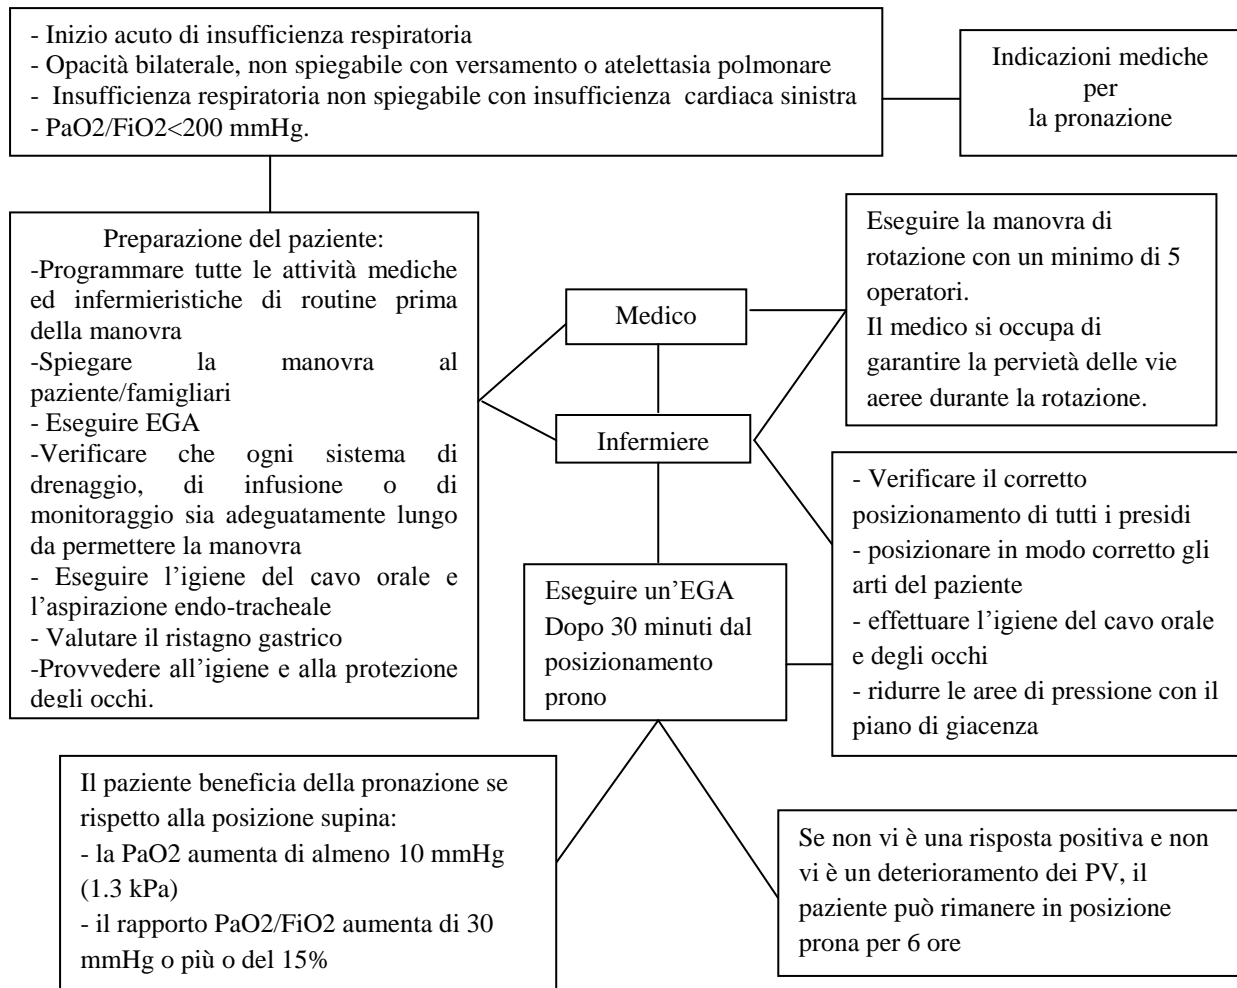 - Inizio acuto di insufficienza respiratoria
- Opacità bilaterale, non spiegabile con versamento o atelettasia polmonare
- Insufficienza respiratoria non spiegabile con insufficienza cardiaca sinistra
- PaO2/FiO2<200 mmHg.
Indicazioni mediche
per
la pronazione
Preparazione del paziente:
-Programmare tutte le attività mediche
ed infermieristiche di routine prima
della manovra
-Spiegare la manovra al
paziente/famigliari
- Eseguire EGA
-Verificare che ogni sistema di
drenaggio, di infusione o di
monitoraggio sia adeguatamente lungo
da permettere la manovra
- Eseguire l’igiene del cavo orale e
l’aspirazione endo-tracheale
- Valutare il ristagno gastrico
-Provvedere all’igiene e alla protezione
degli occhi.
Medico
Infermiere
Eseguire la manovra di
rotazione con un minimo di 5
operatori.
Il medico si occupa di
garantire la pervietà delle vie
aeree durante la rotazione.
- Verificare il corretto
posizionamento di tutti i presidi
- posizionare in modo corretto gli
arti del paziente
- effettuare l’igiene del cavo orale
e degli occhi
- ridurre le aree di pressione con il
piano di giacenza
Eseguire un’EGA
Dopo 30 minuti dal
posizionamento
prono
Il paziente beneficia della pronazione se
rispetto alla posizione supina:
- la PaO2 aumenta di almeno 10 mmHg
(1.3 kPa)
- il rapporto PaO2/FiO2 aumenta di 30
mmHg o più o del 15%
Se non vi è una risposta positiva e non
vi è un deterioramento dei PV, il
paziente può rimanere in posizione
prona per 6 ore